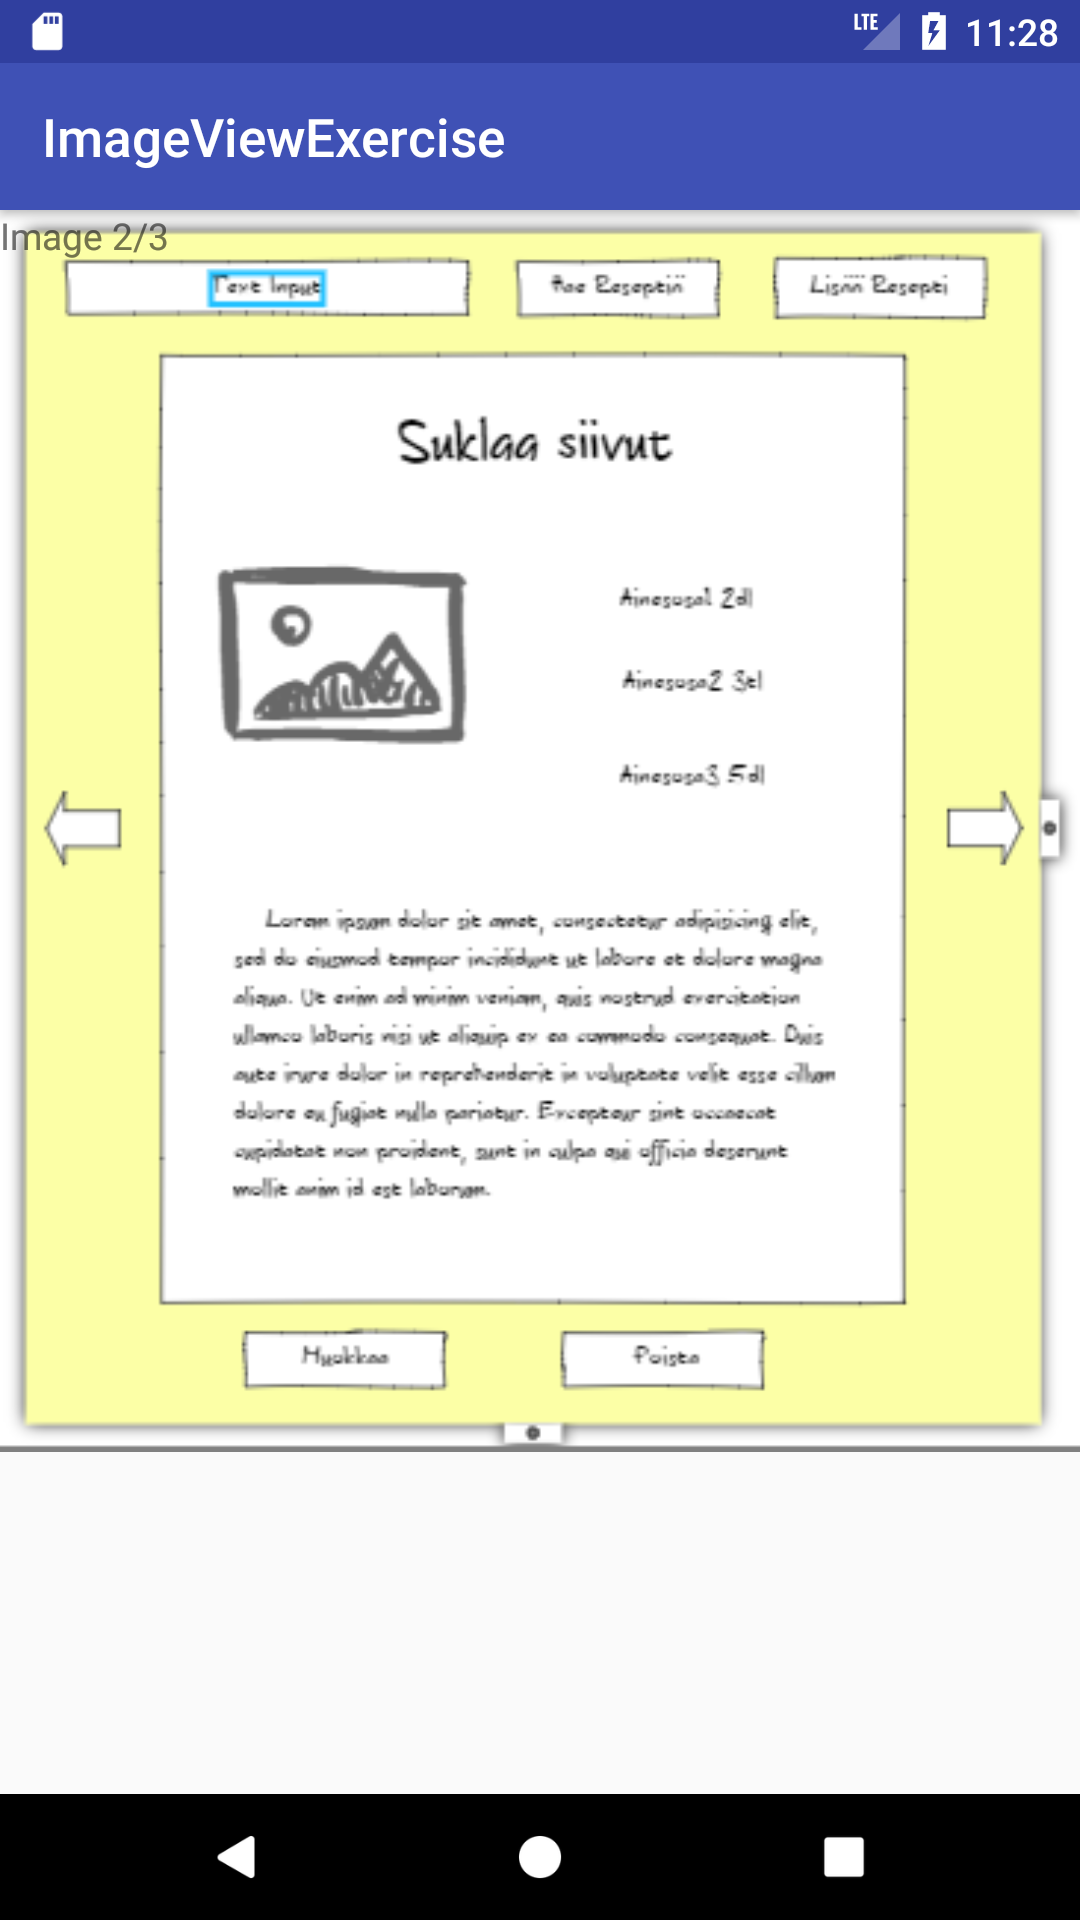 LTE 11:28
ImageViewExercise
Image 2/3
Text Input
Hae Reseptiä
Lisää Resepti
Suklaa siivut
Ainesosa1 2dl
Ainesosa2 3tl
Ainesosa3 5dl
Lorem ipsum dolor sit amet, consectetur adipisicing elit,
sed do eiusmod tempor incididunt ut labore et dolore magna
aliqua. Ut enim ad minim veniam, quis nostrud exercitation
ullamco laboris nisi ut aliquip ex ea commodo consequat. Duis
aute irure dolor in reprehenderit in voluptate velit esse cillum
dolore eu fugiat nulla pariatur. Excepteur sint occaecat
cupidatat non proident, sunt in culpa qui officia deserunt
mollit anim id est laborum.
Muokkaa
Poista